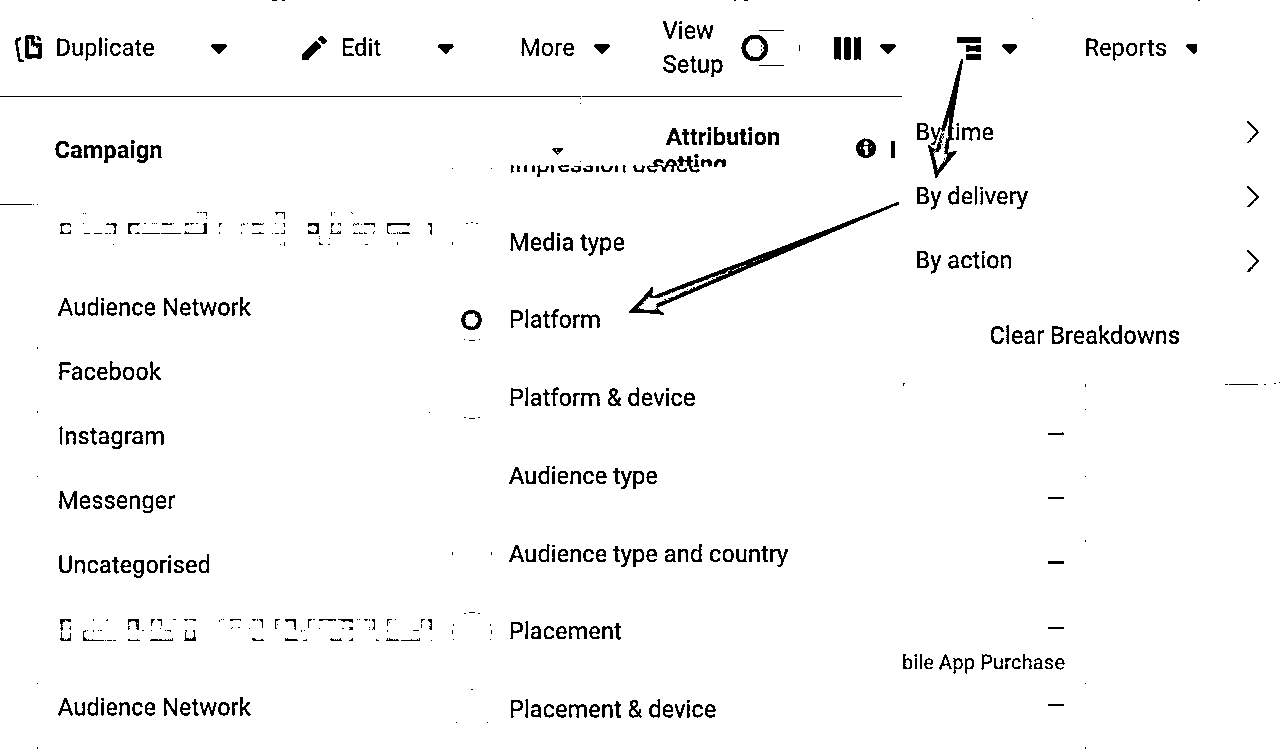 Duplicate
Edit
More
View
Setup
Reports
Campaign
Attribution
setting
Impression device
By time
By delivery
By action
Clear Breakdowns
Media type
Platform
Platform & device
Audience type
Audience type and country
Placement
Placement & device
Audience Network
Facebook
Instagram
Messenger
Uncategorised
Audience Network
bile App Purchase